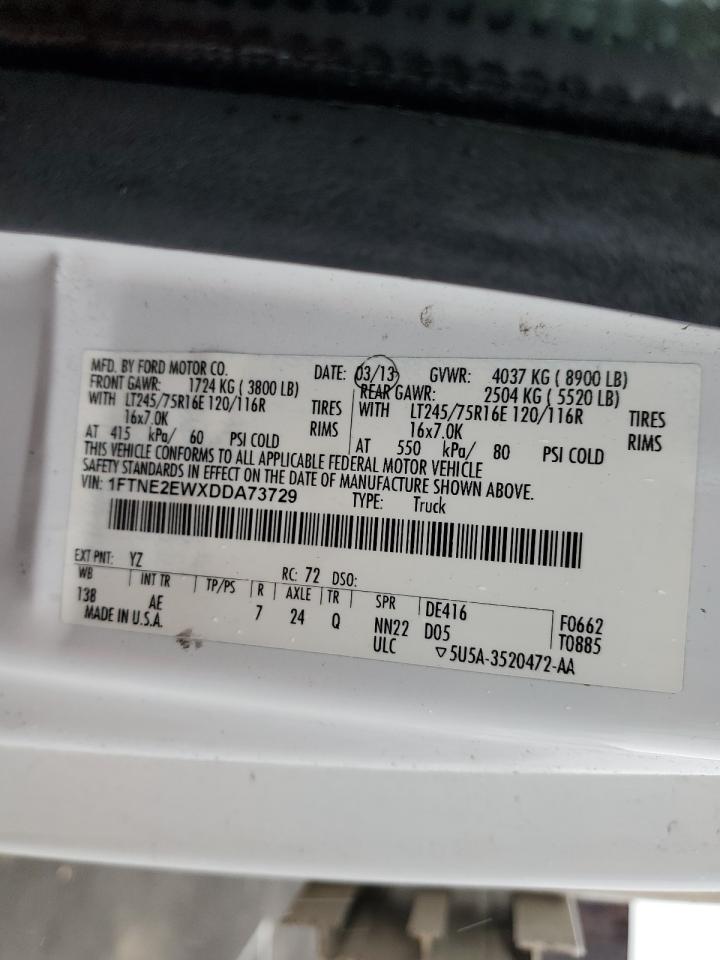 MFD. BY FORD MOTOR CO.
DATE: 03/13 GVWR: 4037 KG ( 8900 LB)
FRONT GAWR: 1724 KG ( 3800 LB)
WITH LT245/75R16E 120/116R TIRES
16x7.0K RIMS
AT 415 kPa/ 60 PSI COLD
REAR GAWR: 2504 KG ( 5520 LB)
WITH LT245/75R16E 120/116R TIRES
16x7.0K RIMS
AT 550 kPa/ 80 PSI COLD
THIS VEHICLE CONFORMS TO ALL APPLICABLE FEDERAL MOTOR VEHICLE
SAFETY STANDARDS IN EFFECT ON THE DATE OF MANUFACTURE SHOWN ABOVE.
VIN: 1FTNE2EWXDDA73729 TYPE: Truck
EXT PNT: YZ RC: 72 DSO:
WB INT TR TP/PS R AXLE TR SPR DE416 F0662
138 AE 7 24 Q NN22 D05 T0885
MADE IN U.S.A. ULC ▽5U5A-3520472-AA